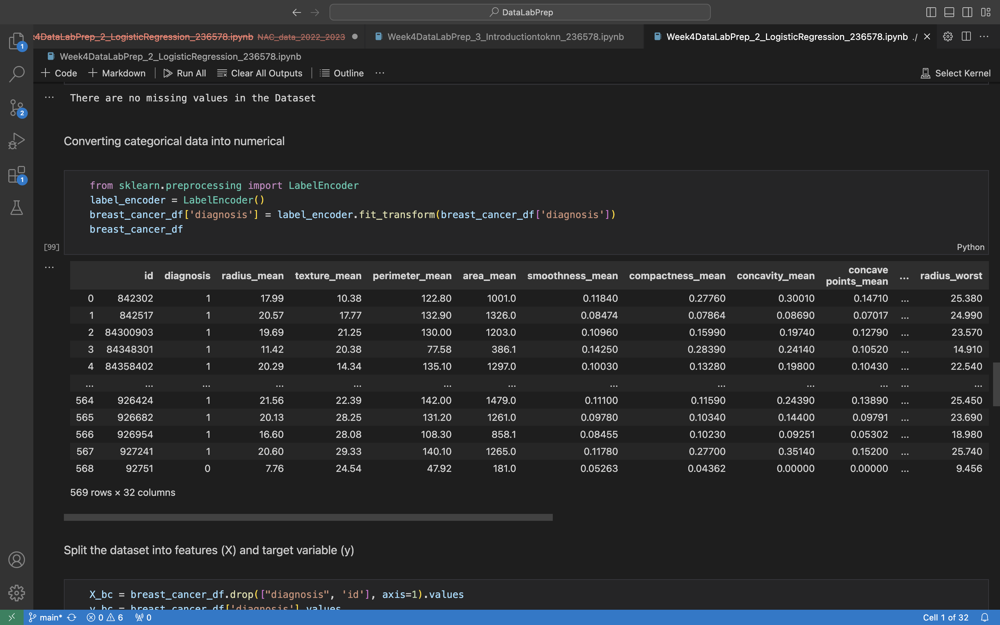 DataLabPrep
4DataLabPrep_2_LogisticRegression_236578.ipynb NAC_data_2022_2023
Week4DataLabPrep_3_Introductiontoknn_236578.ipynb
Week4DataLabPrep_2_LogisticRegression_236578.ipynb ./
1
Week4DataLabPrep_2_LogisticRegression_236578.ipynb
+ Code + Markdown Run All Clear All Outputs Outline ...
Select Kernel
... There are no missing values in the Dataset
2
Converting categorical data into numerical
1
from sklearn.preprocessing import LabelEncoder
label_encoder = LabelEncoder()
breast_cancer_df['diagnosis'] = label_encoder.fit_transform(breast_cancer_df['diagnosis'])
breast_cancer_df
[99]
Python
...
id diagnosis radius_mean texture_mean perimeter_mean area_mean smoothness_mean compactness_mean concavity_mean concave points_mean ... radius_worst
0 842302 1 17.99 10.38 122.80 1001.0 0.11840 0.27760 0.30010 0.14710 ... 25.380
1 842517 1 20.57 17.77 132.90 1326.0 0.08474 0.07864 0.08690 0.07017 ... 24.990
2 84300903 1 19.69 21.25 130.00 1203.0 0.10960 0.15990 0.19740 0.12790 ... 23.570
3 84348301 1 11.42 20.38 77.58 386.1 0.14250 0.28390 0.24140 0.10520 ... 14.910
4 84358402 1 20.29 14.34 135.10 1297.0 0.10030 0.13280 0.19800 0.10430 ... 22.540
... ... ... ... ... ... ... ... ... ... ... ... ...
564 926424 1 21.56 22.39 142.00 1479.0 0.11100 0.11590 0.24390 0.13890 ... 25.450
565 926682 1 20.13 28.25 131.20 1261.0 0.09780 0.10340 0.14400 0.09791 ... 23.690
566 926954 1 16.60 28.08 108.30 858.1 0.08455 0.10230 0.09251 0.05302 ... 18.980
567 927241 1 20.60 29.33 140.10 1265.0 0.11780 0.27700 0.35140 0.15200 ... 25.740
568 92751 0 7.76 24.54 47.92 181.0 0.05263 0.04362 0.00000 0.00000 ... 9.456
569 rows × 32 columns
Split the dataset into features (X) and target variable (y)
X_bc = breast_cancer_df.drop(["diagnosis", 'id'], axis=1).values
y_bc = breast_cancer_df['diagnosis'].values
main* 0 6 0
Cell 1 of 32